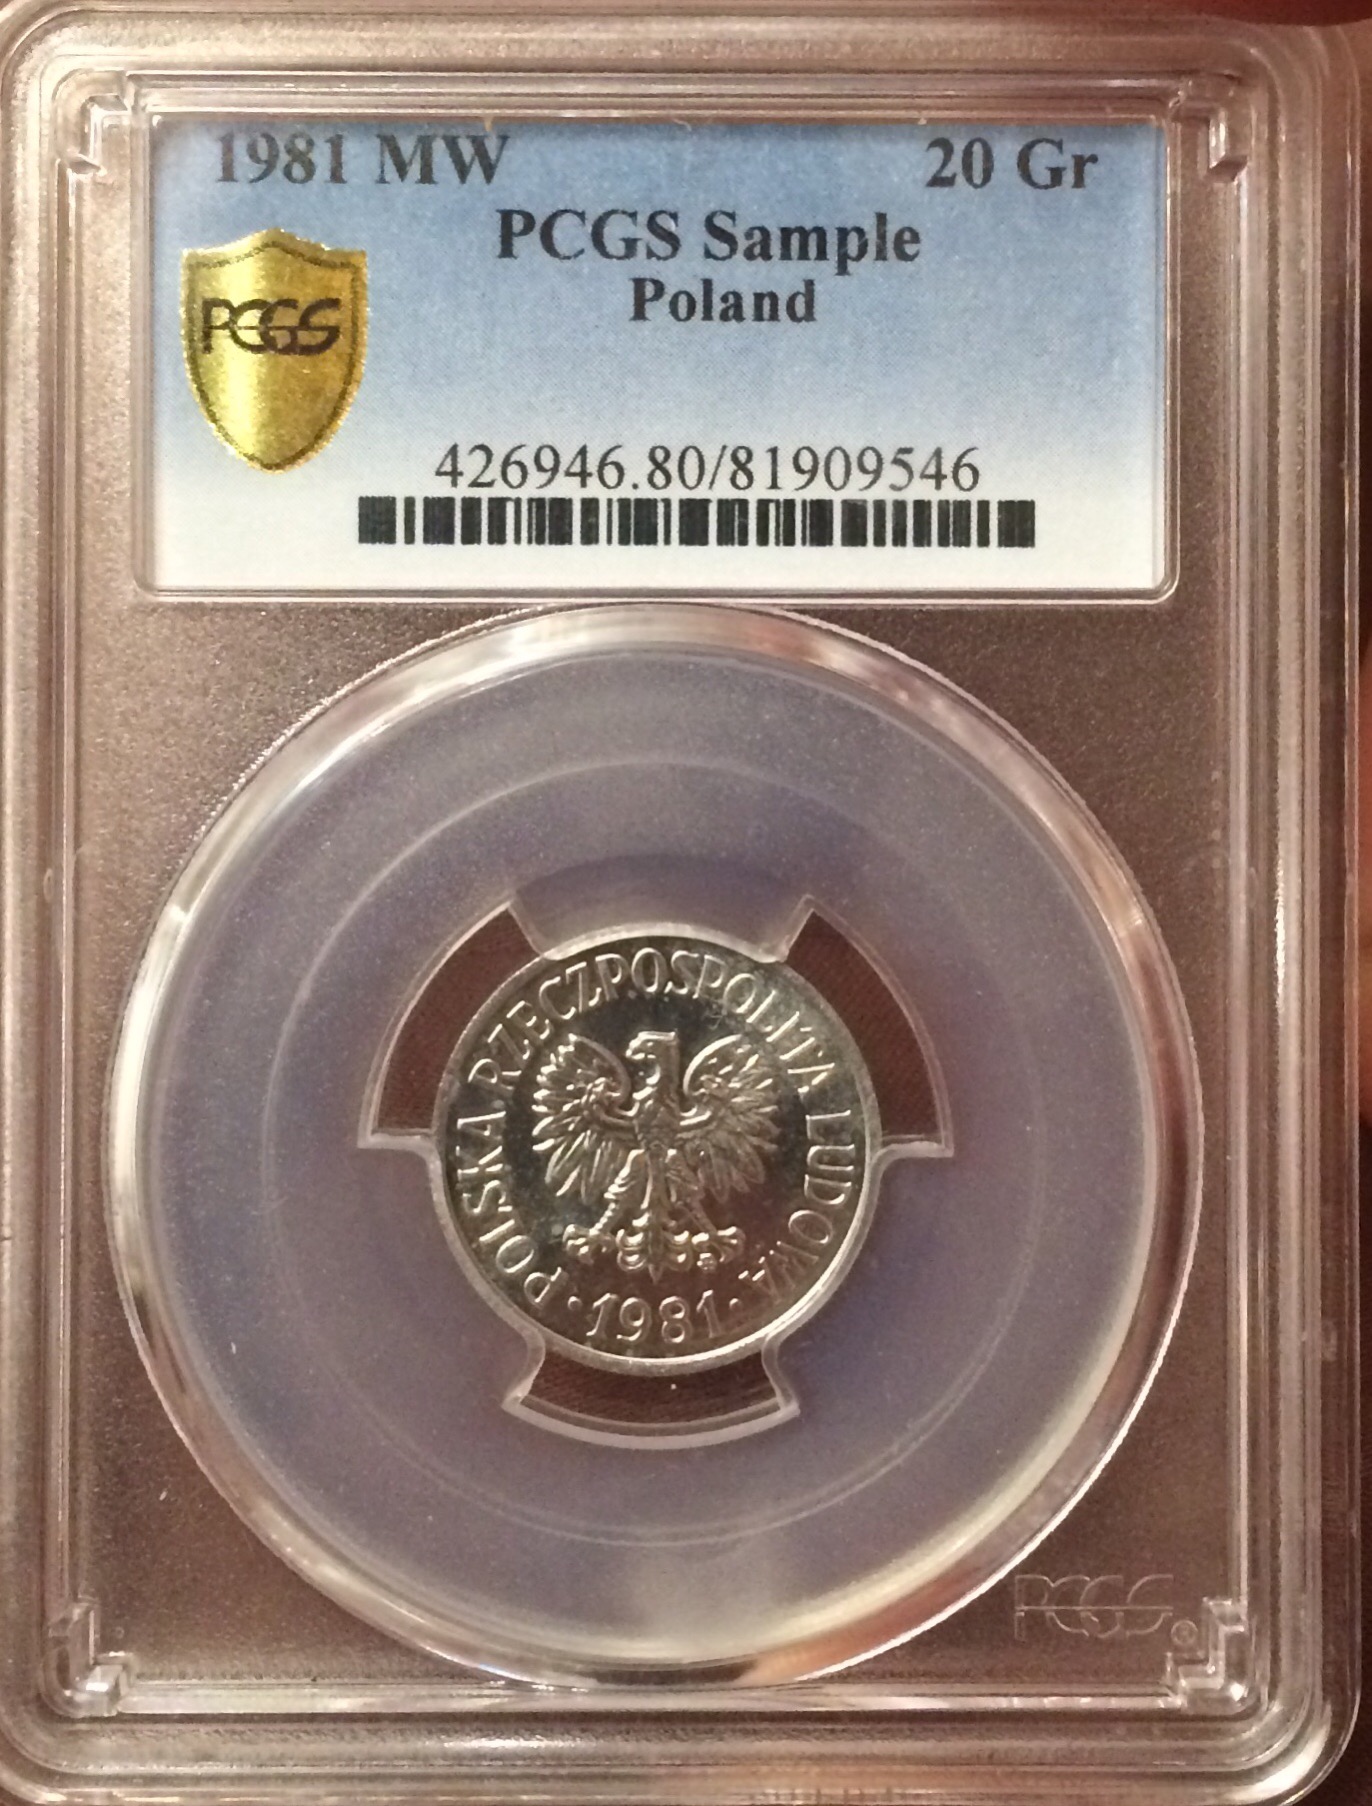 1981 MW 20 Gr
PCGS Sample
Poland
PCGS
426946.80/81909546
POLSKA RZECZPOSPOLITA LUDOWA
·1981·
PCGS®